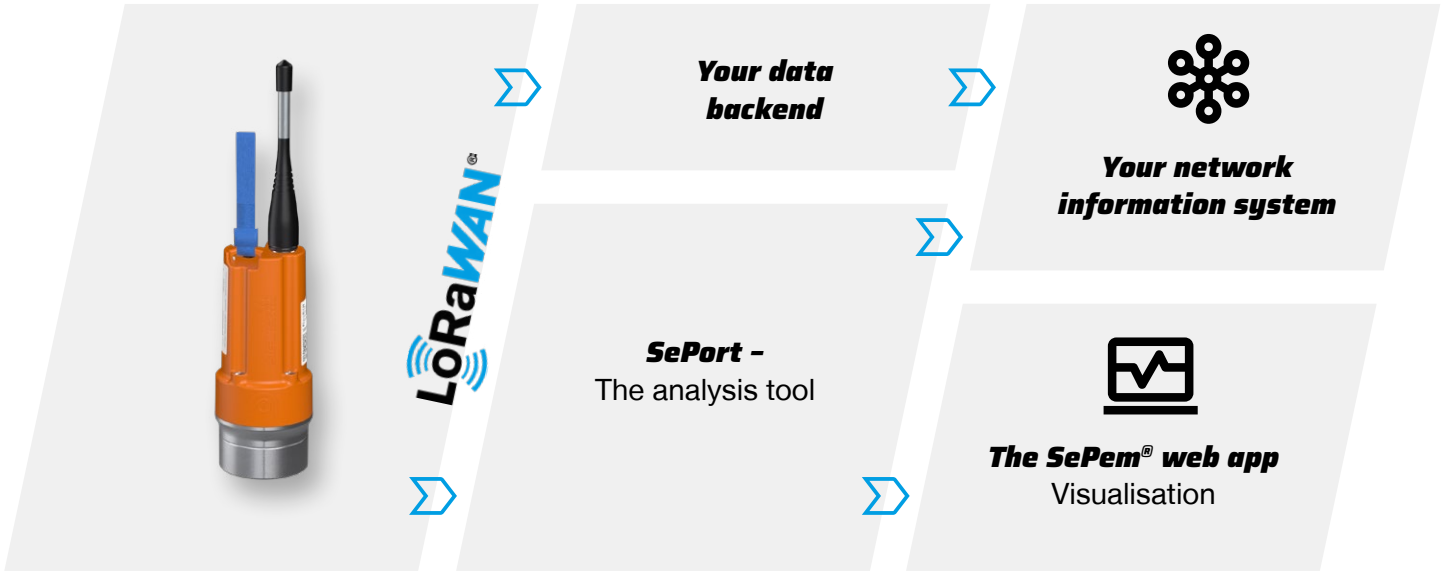 LoRaWAN®
Your data
backend
Your network
information system
SePort –
The analysis tool
The SePem® web app
Visualisation